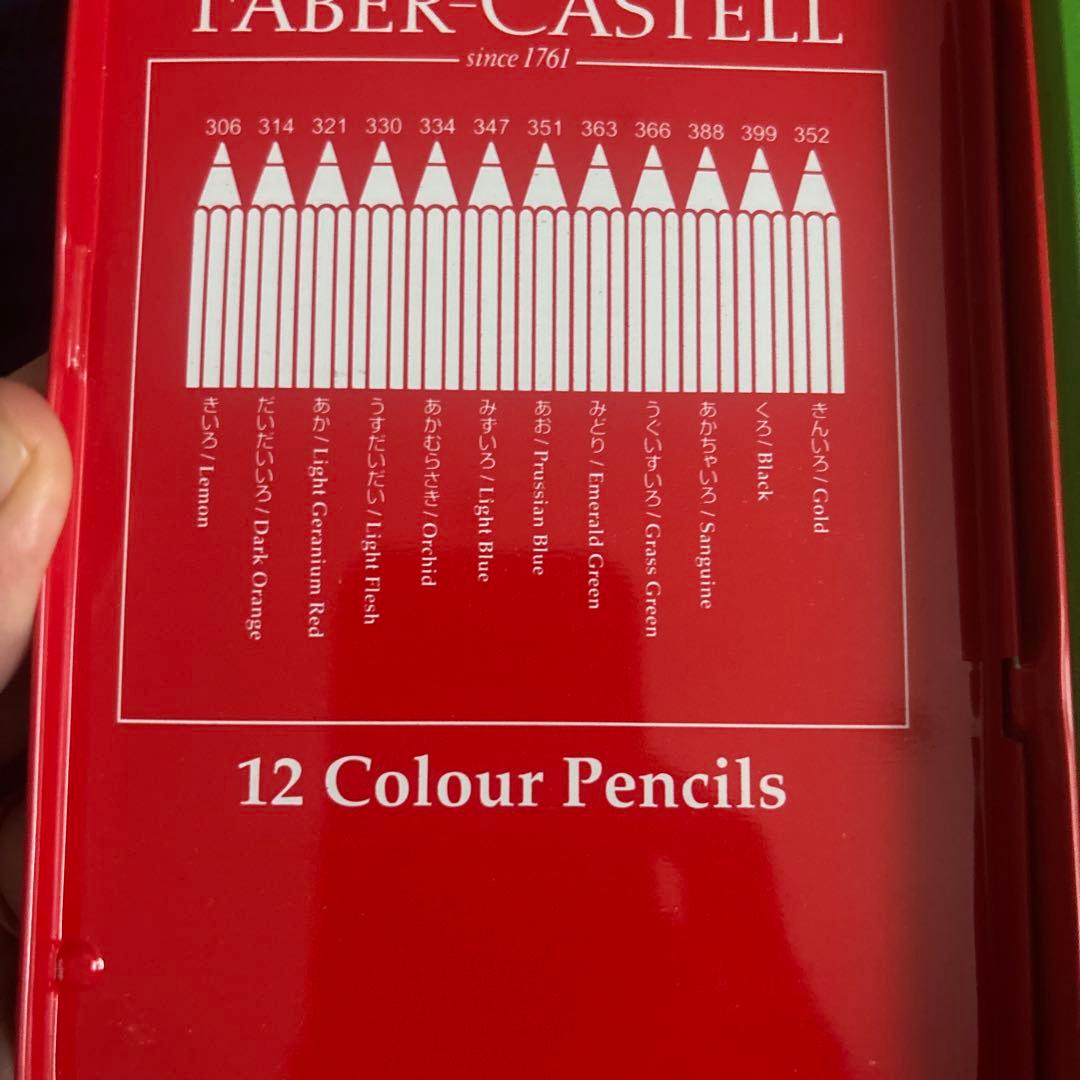 FABER-CASTELL
since 1761
306 314 321 330 334 347 351 363 366 388 399 352
きいろ / Lemon
だいだいいろ / Dark Orange
あか / Light Geranium Red
うすだいだい / Light Flesh
あかむらさき / Orchid
みずいろ / Light Blue
あお / Prussian Blue
みどり / Emerald Green
うぐいすいろ / Grass Green
あかちゃいろ / Sanguine
くろ / Black
きんいろ / Gold
12 Colour Pencils